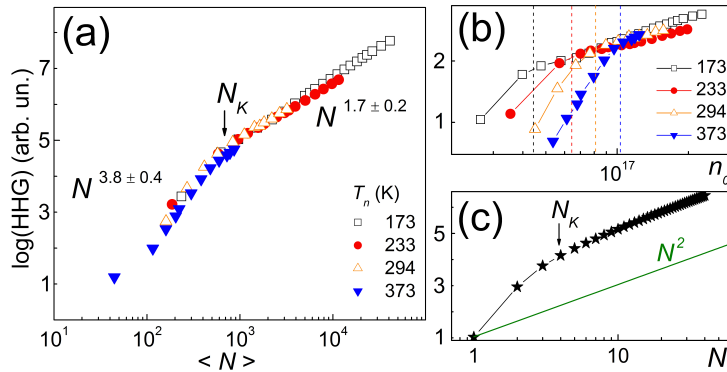 (a)
log(HHG) (arb. un.)
7
5
3
1
N_K
N^{1.7 ± 0.2}
N^{3.8 ± 0.4}
T_n (K)
173
233
294
373
10^1 10^2 10^3 10^4
< N >
(b)
2
1
173
233
294
373
10^17
(c)
5
3
1
N_K
N^2
1 10
N